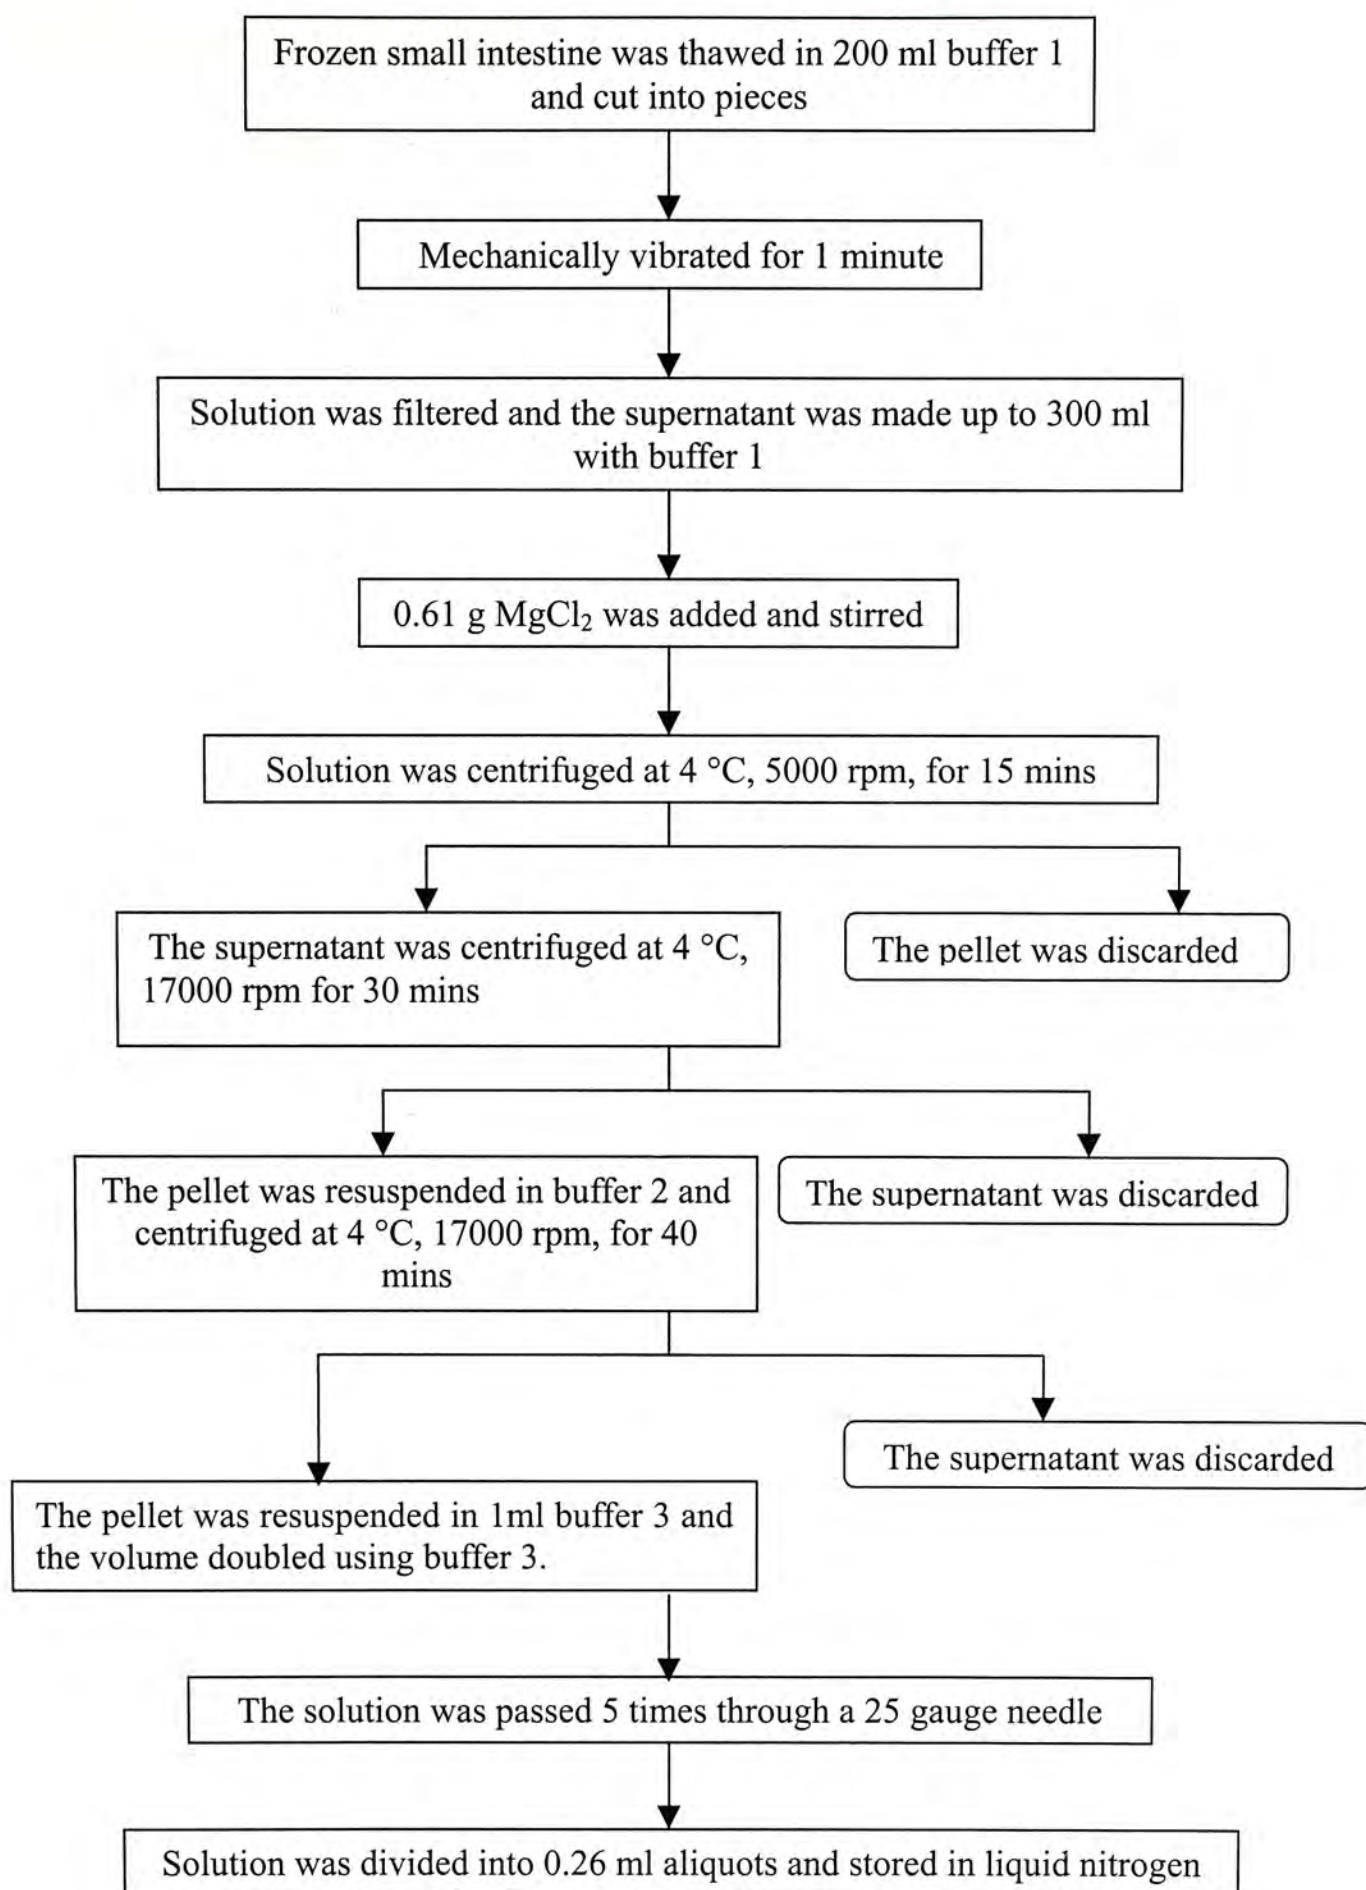 Frozen small intestine was thawed in 200 ml buffer 1
and cut into pieces
Mechanically vibrated for 1 minute
Solution was filtered and the supernatant was made up to 300 ml
with buffer 1
0.61 g MgCl₂ was added and stirred
Solution was centrifuged at 4 °C, 5000 rpm, for 15 mins
The supernatant was centrifuged at 4 °C,
17000 rpm for 30 mins
The pellet was discarded
The pellet was resuspended in buffer 2 and
centrifuged at 4 °C, 17000 rpm, for 40
mins
The supernatant was discarded
The supernatant was discarded
The pellet was resuspended in 1ml buffer 3 and
the volume doubled using buffer 3.
The solution was passed 5 times through a 25 gauge needle
Solution was divided into 0.26 ml aliquots and stored in liquid nitrogen